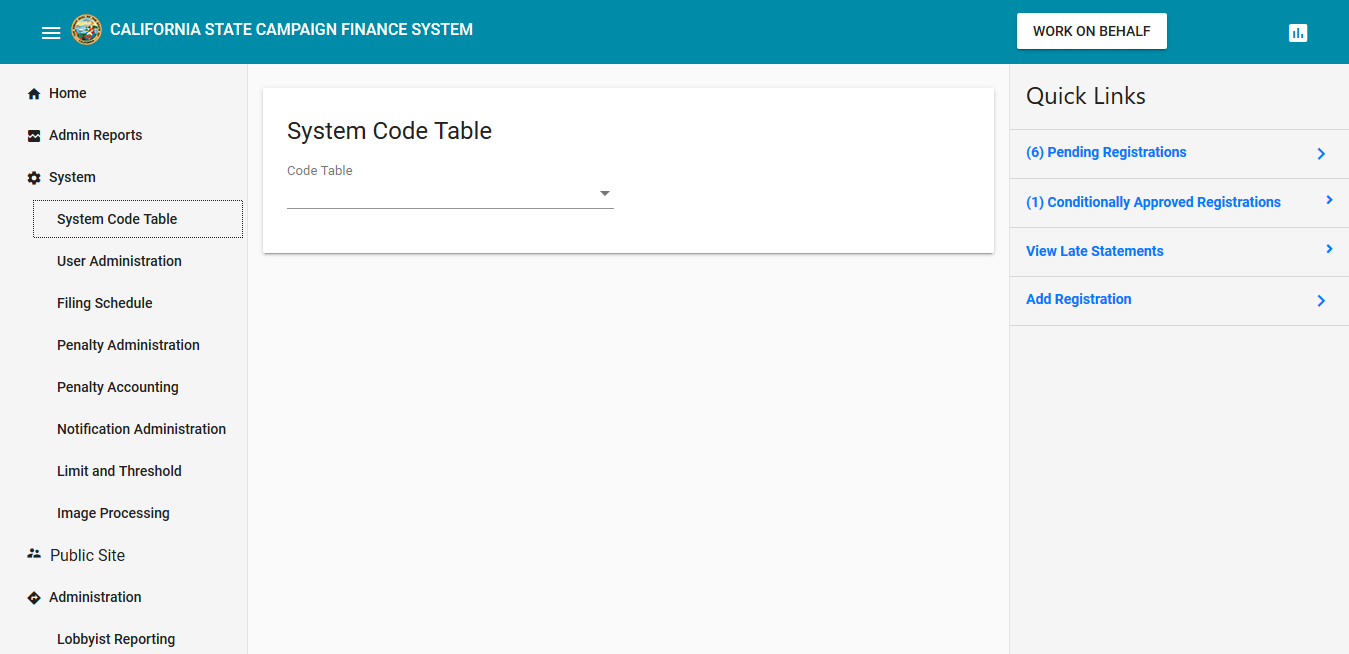 CALIFORNIA STATE CAMPAIGN FINANCE SYSTEM
WORK ON BEHALF
Home
Admin Reports
System
System Code Table
User Administration
Filing Schedule
Penalty Administration
Penalty Accounting
Notification Administration
Limit and Threshold
Image Processing
Public Site
Administration
Lobbyist Reporting
System Code Table
Code Table
Quick Links
(6) Pending Registrations
(1) Conditionally Approved Registrations
View Late Statements
Add Registration